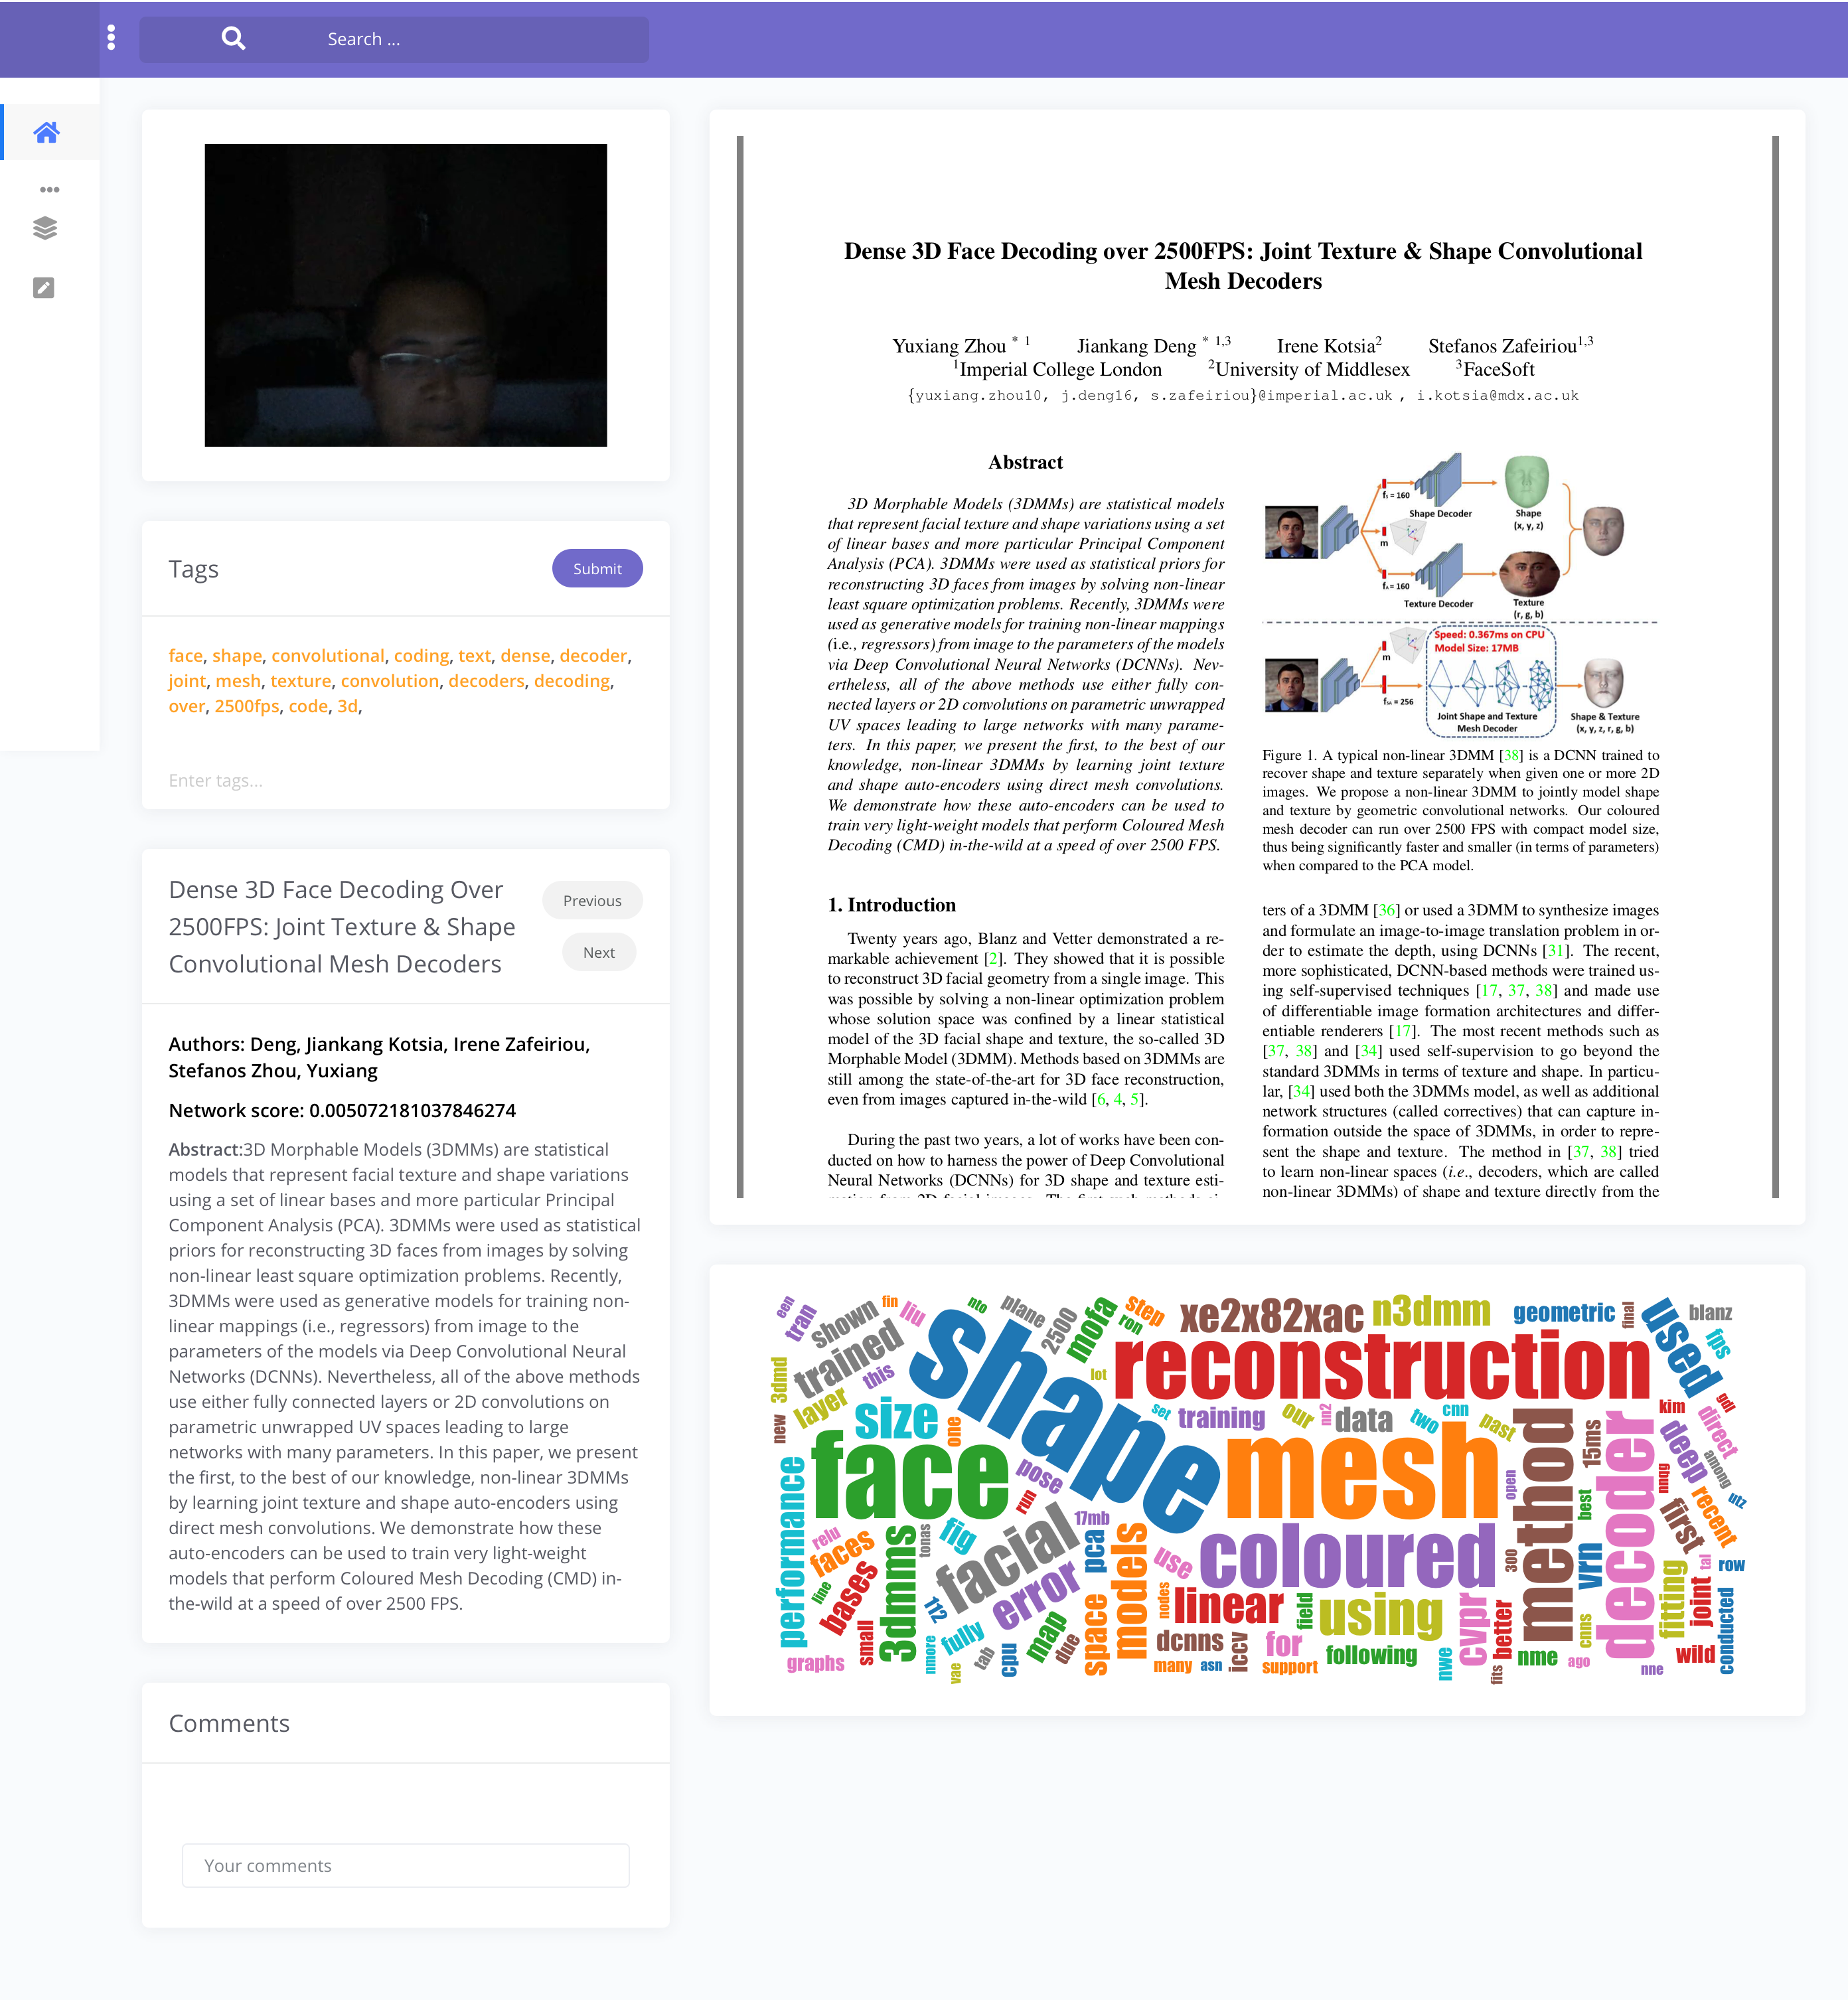 Search ...
Tags
Submit
face, shape, convolutional, coding, text, dense, decoder,
joint, mesh, texture, convolution, decoders, decoding,
over, 2500fps, code, 3d,
Enter tags...
Dense 3D Face Decoding Over
2500FPS: Joint Texture & Shape
Convolutional Mesh Decoders
Previous
Next
Authors: Deng, Jiankang Kotsia, Irene Zafeiriou,
Stefanos Zhou, Yuxiang
Network score: 0.005072181037846274
Abstract:3D Morphable Models (3DMMs) are statistical
models that represent facial texture and shape variations
using a set of linear bases and more particular Principal
Component Analysis (PCA). 3DMMs were used as statistical
priors for reconstructing 3D faces from images by solving
non-linear least square optimization problems. Recently,
3DMMs were used as generative models for training non-
linear mappings (i.e., regressors) from image to the
parameters of the models via Deep Convolutional Neural
Networks (DCNNs). Nevertheless, all of the above methods
use either fully connected layers or 2D convolutions on
parametric unwrapped UV spaces leading to large
networks with many parameters. In this paper, we present
the first, to the best of our knowledge, non-linear 3DMMs
by learning joint texture and shape auto-encoders using
direct mesh convolutions. We demonstrate how these
auto-encoders can be used to train very light-weight
models that perform Coloured Mesh Decoding (CMD) in-
the-wild at a speed of over 2500 FPS.
Comments
Your comments
Dense 3D Face Decoding over 2500FPS: Joint Texture & Shape Convolutional
Mesh Decoders
Yuxiang Zhou * 1 Jiankang Deng * 1,3 Irene Kotsia2 Stefanos Zafeiriou1,3
1Imperial College London 2University of Middlesex 3FaceSoft
{yuxiang.zhou10, j.deng16, s.zafeiriou}@imperial.ac.uk , i.kotsia@mdx.ac.uk
Abstract
3D Morphable Models (3DMMs) are statistical models
that represent facial texture and shape variations using a set
of linear bases and more particular Principal Component
Analysis (PCA). 3DMMs were used as statistical priors for
reconstructing 3D faces from images by solving non-linear
least square optimization problems. Recently, 3DMMs were
used as generative models for training non-linear mappings
(i.e., regressors) from image to the parameters of the models
via Deep Convolutional Neural Networks (DCNNs). Nev-
ertheless, all of the above methods use either fully con-
nected layers or 2D convolutions on parametric unwrapped
UV spaces leading to large networks with many parame-
ters. In this paper, we present the first, to the best of our
knowledge, non-linear 3DMMs by learning joint texture
and shape auto-encoders using direct mesh convolutions.
We demonstrate how these auto-encoders can be used to
train very light-weight models that perform Coloured Mesh
Decoding (CMD) in-the-wild at a speed of over 2500 FPS.
1. Introduction
Twenty years ago, Blanz and Vetter demonstrated a re-
markable achievement [2]. They showed that it is possible
to reconstruct 3D facial geometry from a single image. This
was possible by solving a non-linear optimization problem
whose solution space was confined by a linear statistical
model of the 3D facial shape and texture, the so-called 3D
Morphable Model (3DMM). Methods based on 3DMMs are
still among the state-of-the-art for 3D face reconstruction,
even from images captured in-the-wild [6, 4, 5].
During the past two years, a lot of works have been con-
ducted on how to harness the power of Deep Convolutional
Neural Networks (DCNNs) for 3D shape and texture esti-
fS = 160
Shape Decoder
Shape
(x, y, z)
m
fA = 160
Texture Decoder
Texture
(r, g, b)
Speed: 0.367ms on CPU
Model Size: 17MB
m
fSA = 256
Joint Shape and Texture
Mesh Decoder
Shape & Texture
(x, y, z, r, g, b)
Figure 1. A typical non-linear 3DMM [38] is a DCNN trained to
recover shape and texture separately when given one or more 2D
images. We propose a non-linear 3DMM to jointly model shape
and texture by geometric convolutional networks. Our coloured
mesh decoder can run over 2500 FPS with compact model size,
thus being significantly faster and smaller (in terms of parameters)
when compared to the PCA model.
ters of a 3DMM [36] or used a 3DMM to synthesize images
and formulate an image-to-image translation problem in or-
der to estimate the depth, using DCNNs [31]. The recent,
more sophisticated, DCNN-based methods were trained us-
ing self-supervised techniques [17, 37, 38] and made use
of differentiable image formation architectures and differ-
entiable renderers [17]. The most recent methods such as
[37, 38] and [34] used self-supervision to go beyond the
standard 3DMMs in terms of texture and shape. In particu-
lar, [34] used both the 3DMMs model, as well as additional
network structures (called correctives) that can capture in-
formation outside the space of 3DMMs, in order to repre-
sent the shape and texture. The method in [37, 38] tried
to learn non-linear spaces (i.e., decoders, which are called
non-linear 3DMMs) of shape and texture directly from the
een
tran
shown
fin
liu
nto
plane
2500
mofa
step
ron
xe2x82xac
n3dmm
geometric
final
used
blanz
fps
3dmd
trained
this
layer
new
shape
lot
reconstruction
gdl
size
one
set
training
our
nn2
data
two
cnn
past
kim
direct
face
pose
run
mesh
open
method
15ms
best
decoder
deep
among
utz
nnqq
first
recent
performance
relu
faces
line
bases
small
3dmms
tonas
fig
facial
17mb
pca
error
models
use
coloured
300
vrn
tal
row
112
nmore
fully
vae
tab
cpu
map
due
space
nodes
linear
field
using
cvpr
better
cnns
fitting
joint
conducted
graphs
dcnns
iccv
for
following
nwe
nme
ago
wild
many
asn
support
fits
nne